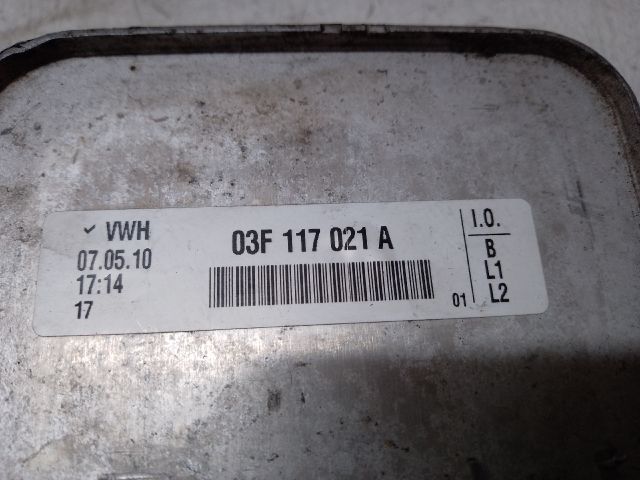 ✓ VWH
07.05.10
17:14
17
03F 117 021 A
01
I.O.
B
L1
L2